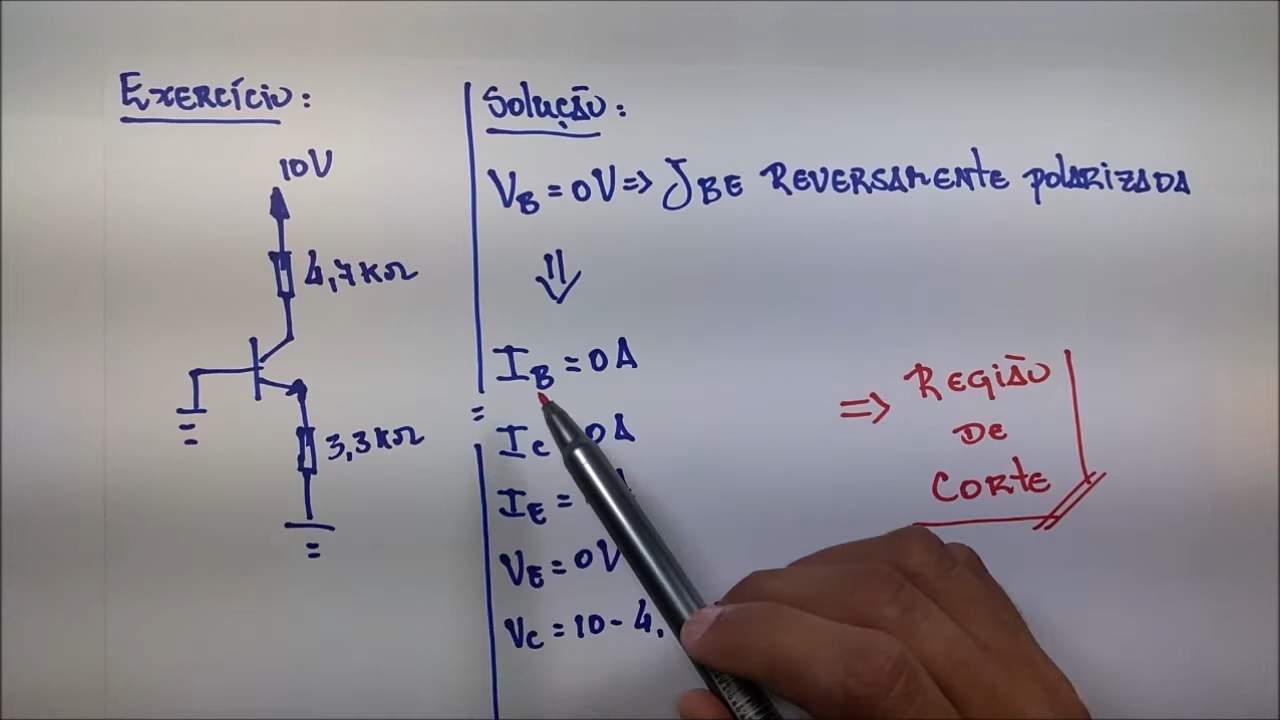 Exercício:
10V
4,7KΩ
3,3KΩ
Solução:
VB = 0V => JBE REVERSAMENTE POLARIZADA
⇓
IB = 0A
IC 0A
IE =
VE = 0V
VC = 10 - 4,
=> REGIÃO
DE
CORTE